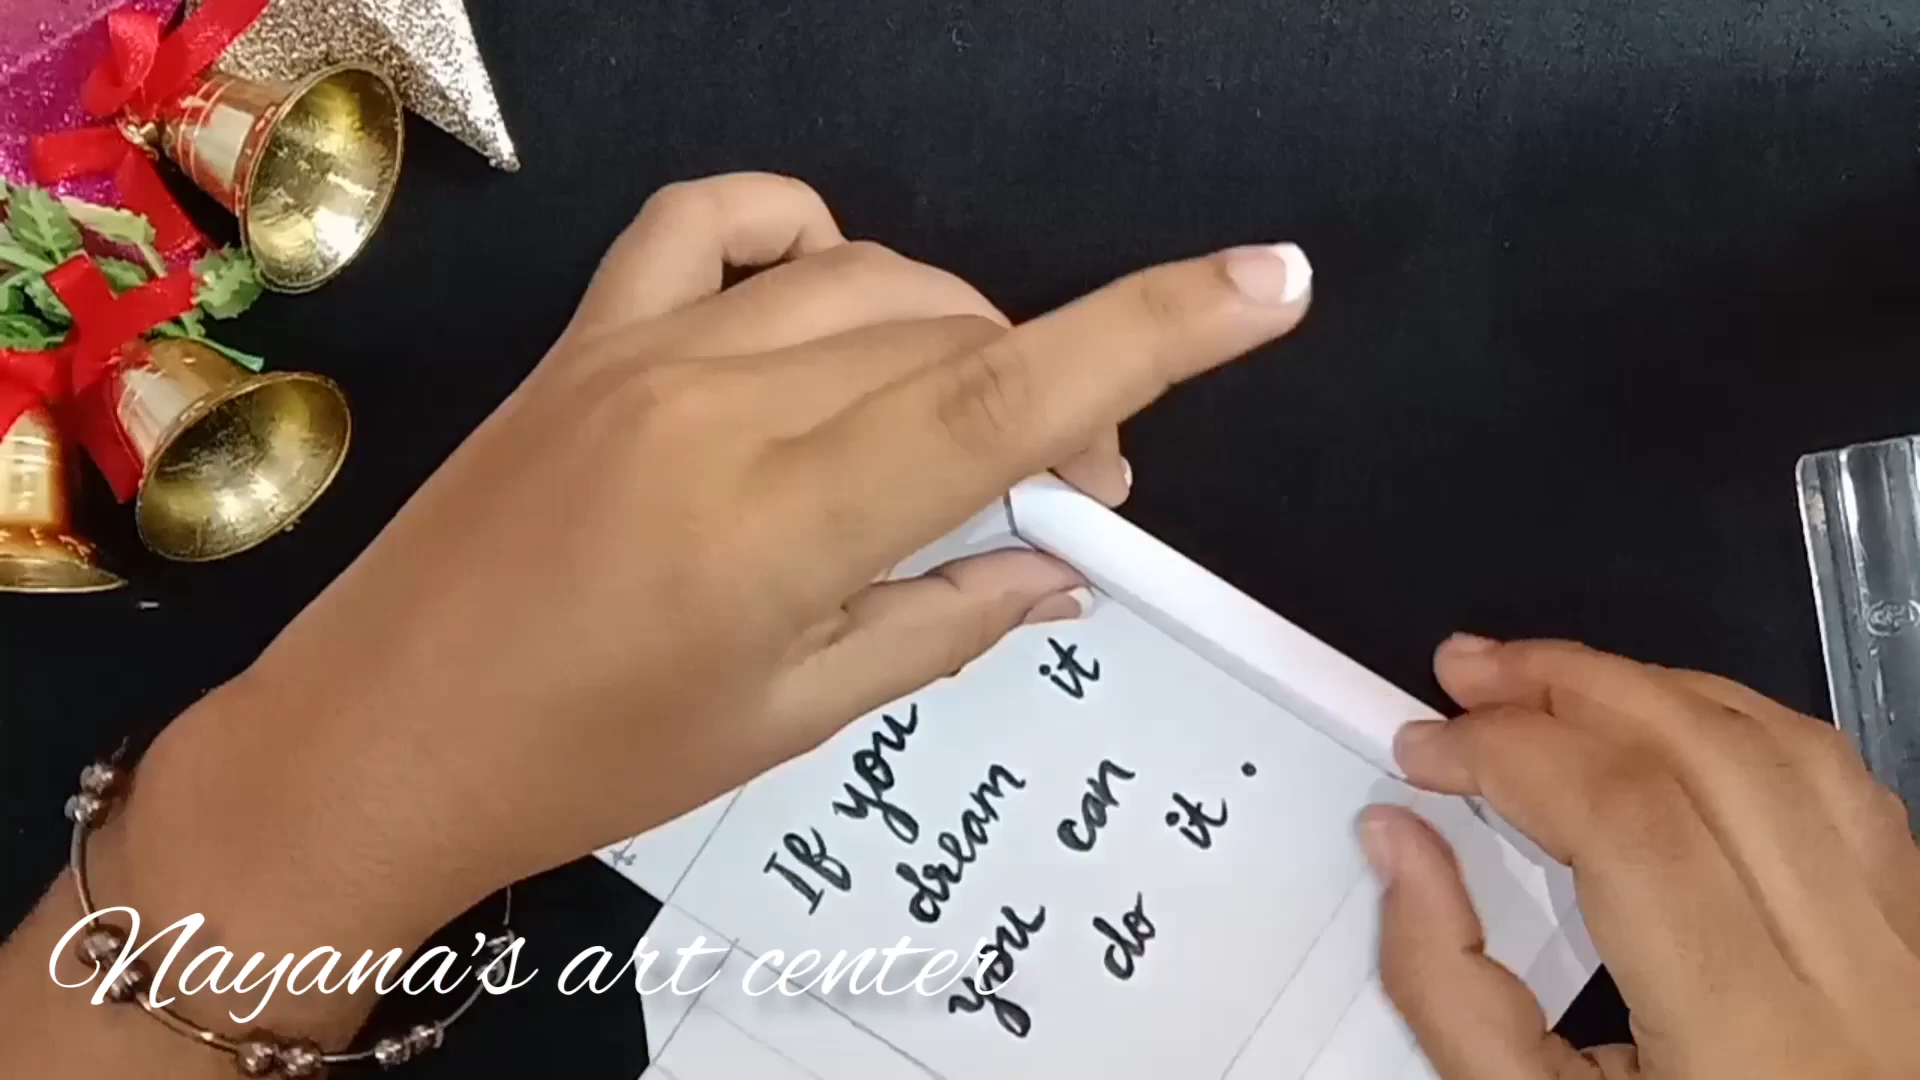 If you
dream it
you can
do it.
Nayana's art center